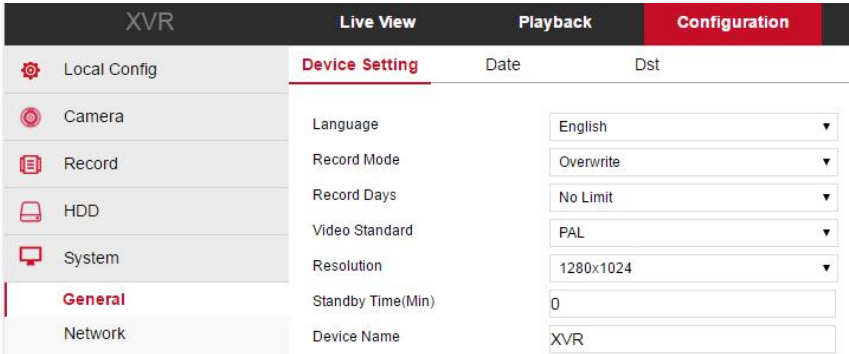 XVR Live View Playback Configuration
Local Config Device Setting Date Dst
Camera
Record
HDD
System
General
Network
Language English
Record Mode Overwrite
Record Days No Limit
Video Standard PAL
Resolution 1280x1024
Standby Time(Min) 0
Device Name XVR